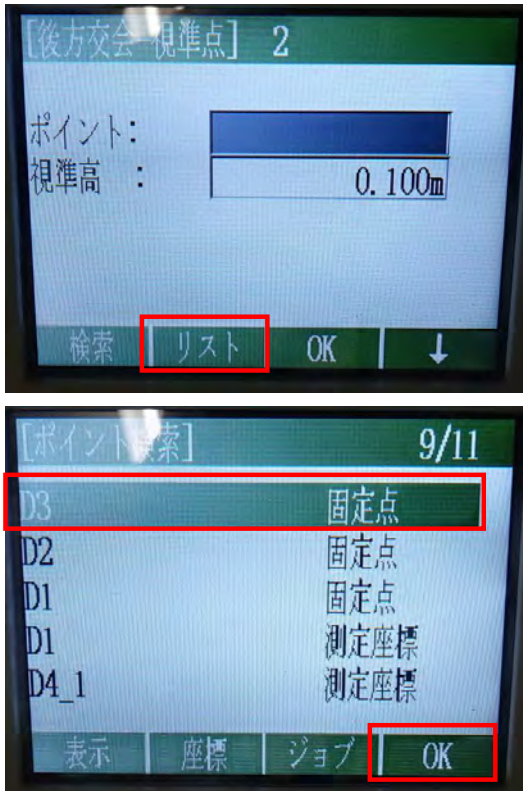 [後方交会 視準点] 2
ポイント:
視準高 : 0.100m
検索 リスト OK ↓
[ポイント検索] 9/11
D3 固定点
D2 固定点
D1 固定点
D1 測定座標
D4_1 測定座標
表示 座標 ジョブ OK